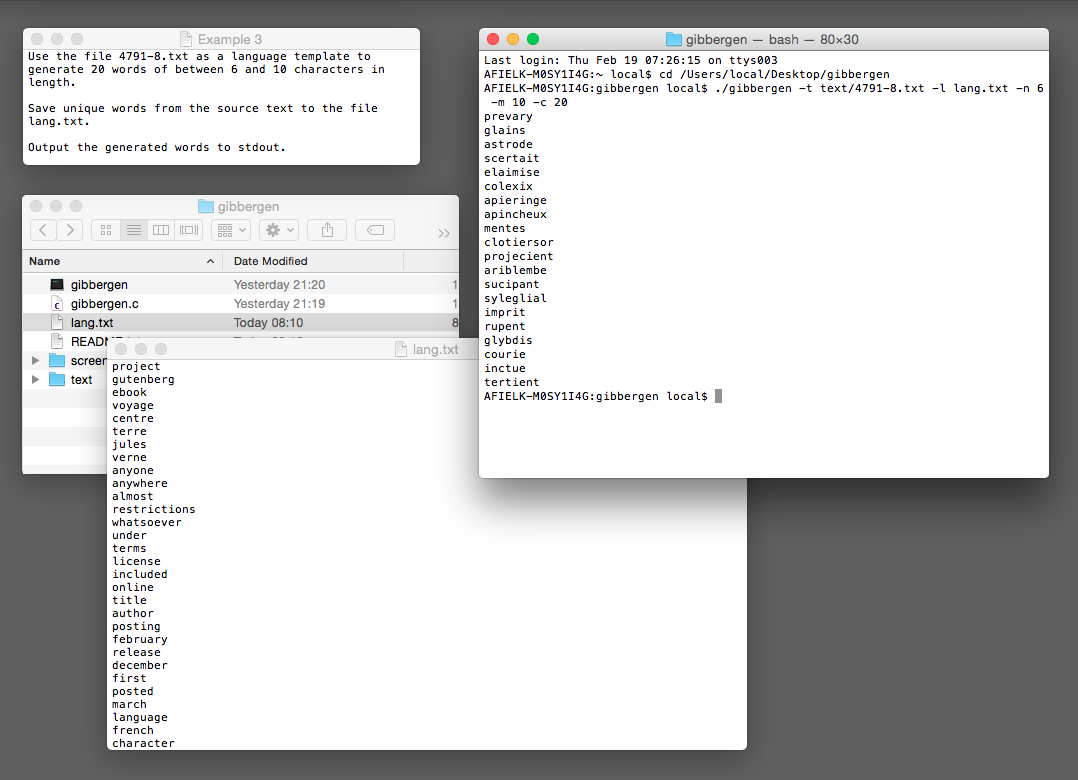 Example 3
Use the file 4791-8.txt as a language template to
generate 20 words of between 6 and 10 characters in
length.
Save unique words from the source text to the file
lang.txt.
Output the generated words to stdout.
gibbergen
Name
Date Modified
gibbergen
Yesterday 21:20
1
gibbergen.c
Yesterday 21:19
1
lang.txt
Today 08:10
8
README
screen
text
lang.txt
project
gutenberg
ebook
voyage
centre
terre
jules
verne
anyone
anywhere
almost
restrictions
whatsoever
under
terms
license
included
online
title
author
posting
february
release
december
first
posted
march
language
french
character
gibbergen — bash — 80×30
Last login: Thu Feb 19 07:26:15 on ttys003
AFIELK-M0SY1I4G:~ local$ cd /Users/local/Desktop/gibbergen
AFIELK-M0SY1I4G:gibbergen local$ ./gibbergen -t text/4791-8.txt -l lang.txt -n 6
-m 10 -c 20
prevary
glains
astrode
scertait
elaimise
colexix
apieringe
apincheux
mentes
clotiersor
projecient
ariblembe
sucipant
syleglial
imprit
rupent
glybdis
courie
inctue
tertient
AFIELK-M0SY1I4G:gibbergen local$